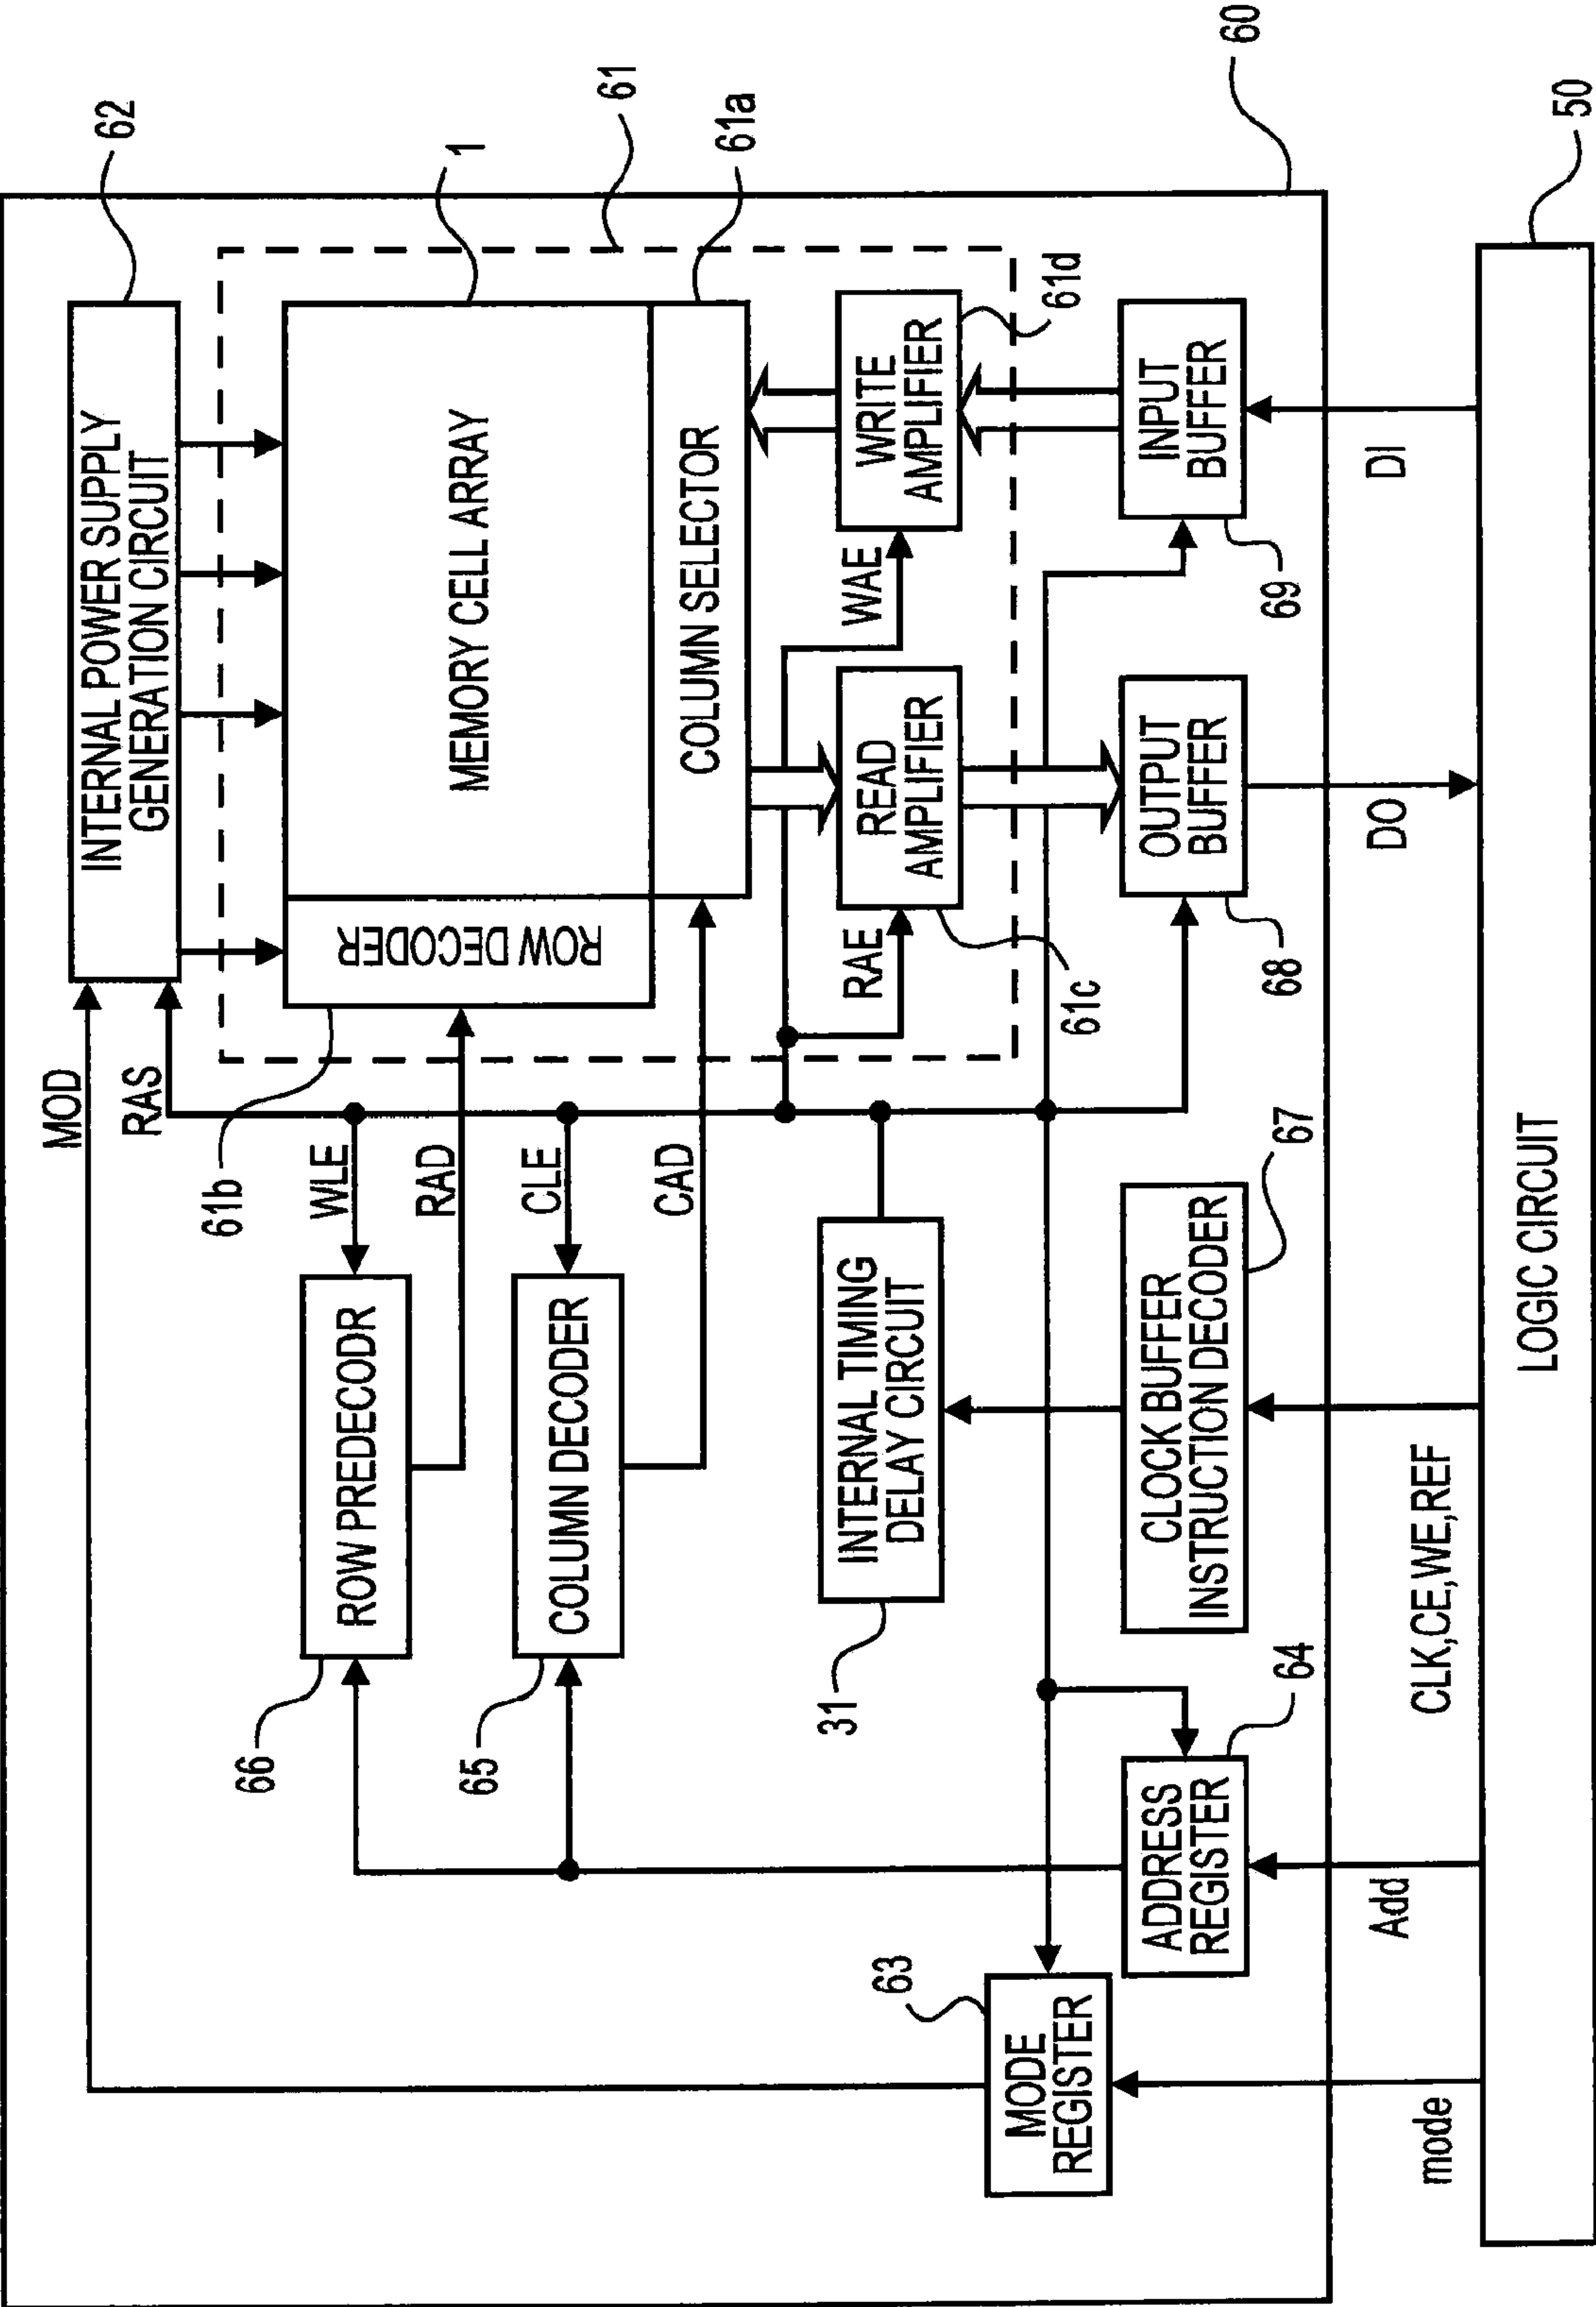 62
INTERNAL POWER SUPPLY
GENERATION CIRCUIT
MOD
RAS
61
1
MEMORY CELL ARRAY
ROW DECODER
61b
61a
COLUMN SELECTOR
WLE
RAD
ROW PREDECODR
66
CLE
CAD
COLUMN DECODER
65
WAE
WRITE
AMPLIFIER
61d
RAE
READ
AMPLIFIER
61c
INTERNAL TIMING
DELAY CIRCUIT
31
63
MODE
REGISTER
64
ADDRESS
REGISTER
67
CLOCK BUFFER
INSTRUCTION DECODER
68
OUTPUT
BUFFER
69
INPUT
BUFFER
60
mode
Add
CLK,CE,WE,REF
DO
DI
LOGIC CIRCUIT
50